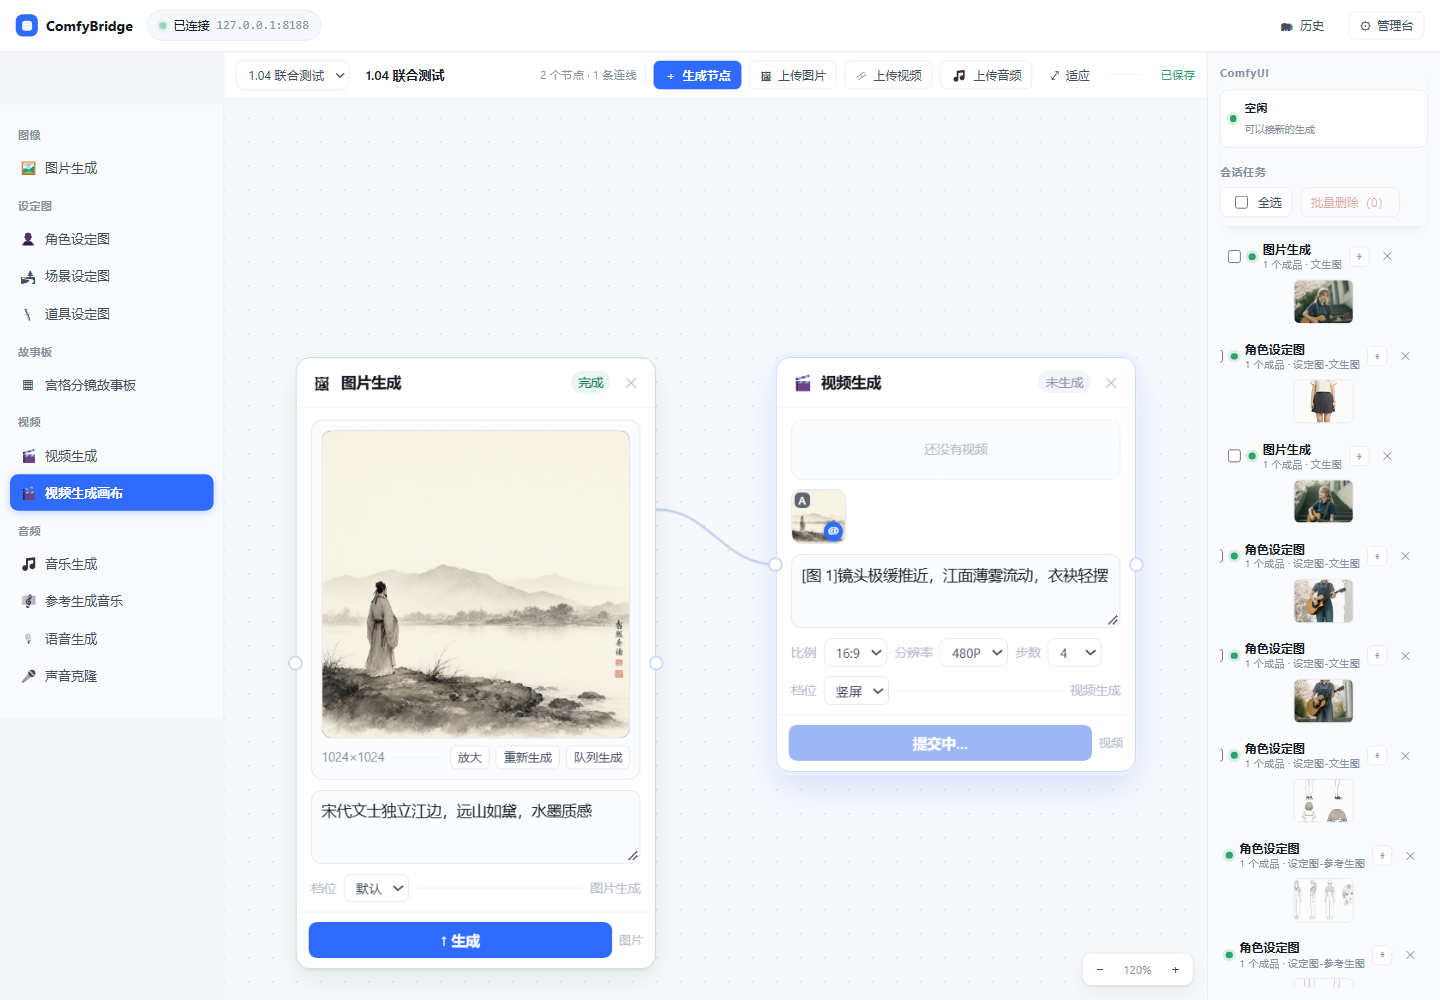 ComfyBridge
已连接 127.0.0.1:8188
历史
管理台
图像
图片生成
设定图
角色设定图
场景设定图
道具设定图
故事板
宫格分镜故事板
视频
视频生成
视频生成画布
音频
音乐生成
参考生成音乐
语音生成
声音克隆
1.04 联合测试
1.04 联合测试
2 个节点 · 1 条连线
+ 生成节点
上传图片
上传视频
上传音频
适应
已保存
图片生成
完成
1024×1024
放大
重新生成
队列生成
宋代文士独立江边，远山如黛，水墨质感
档位
默认
图片生成
↑ 生成
图片
视频生成
未生成
还没有视频
A
@
[图 1]镜头极缓推近，江面薄雾流动，衣袂轻摆
比例
16:9
分辨率
480P
步数
4
档位
竖屏
视频生成
提交中...
视频
− 120% +
ComfyUI
空闲
可以接新的生成
会话任务
全选
批量删除（0）
图片生成
1 个成品 · 文生图
角色设定图
1 个成品 · 设定图-文生图
图片生成
1 个成品 · 文生图
角色设定图
1 个成品 · 设定图-文生图
角色设定图
1 个成品 · 设定图-文生图
角色设定图
1 个成品 · 设定图-文生图
角色设定图
1 个成品 · 设定图-参考生图
角色设定图
1 个成品 · 设定图-参考生图